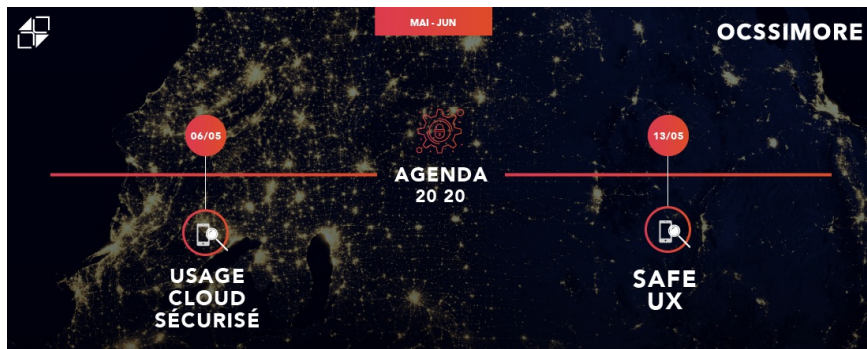 MAI - JUN
OCSSIMORE
06/05
13/05
AGENDA
20 20
USAGE
CLOUD
SÉCURISÉ
SAFE
UX